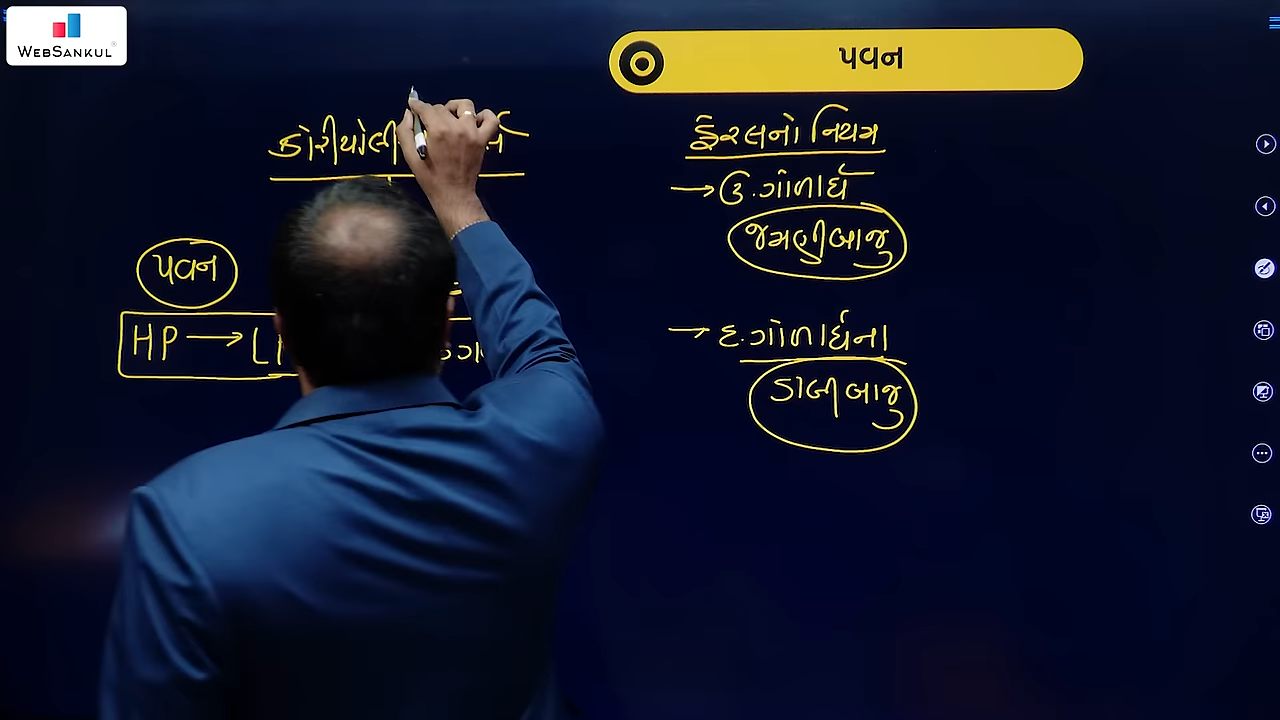 WEBSANKUL
પવન
કોરીયોલી
પવન
HP → L
ફેરલનો નિયમ
→ ઉ.ગોળાર્ધ
જમણીબાજુ
→ દ.ગોળાર્ધના
ડાબીબાજુ